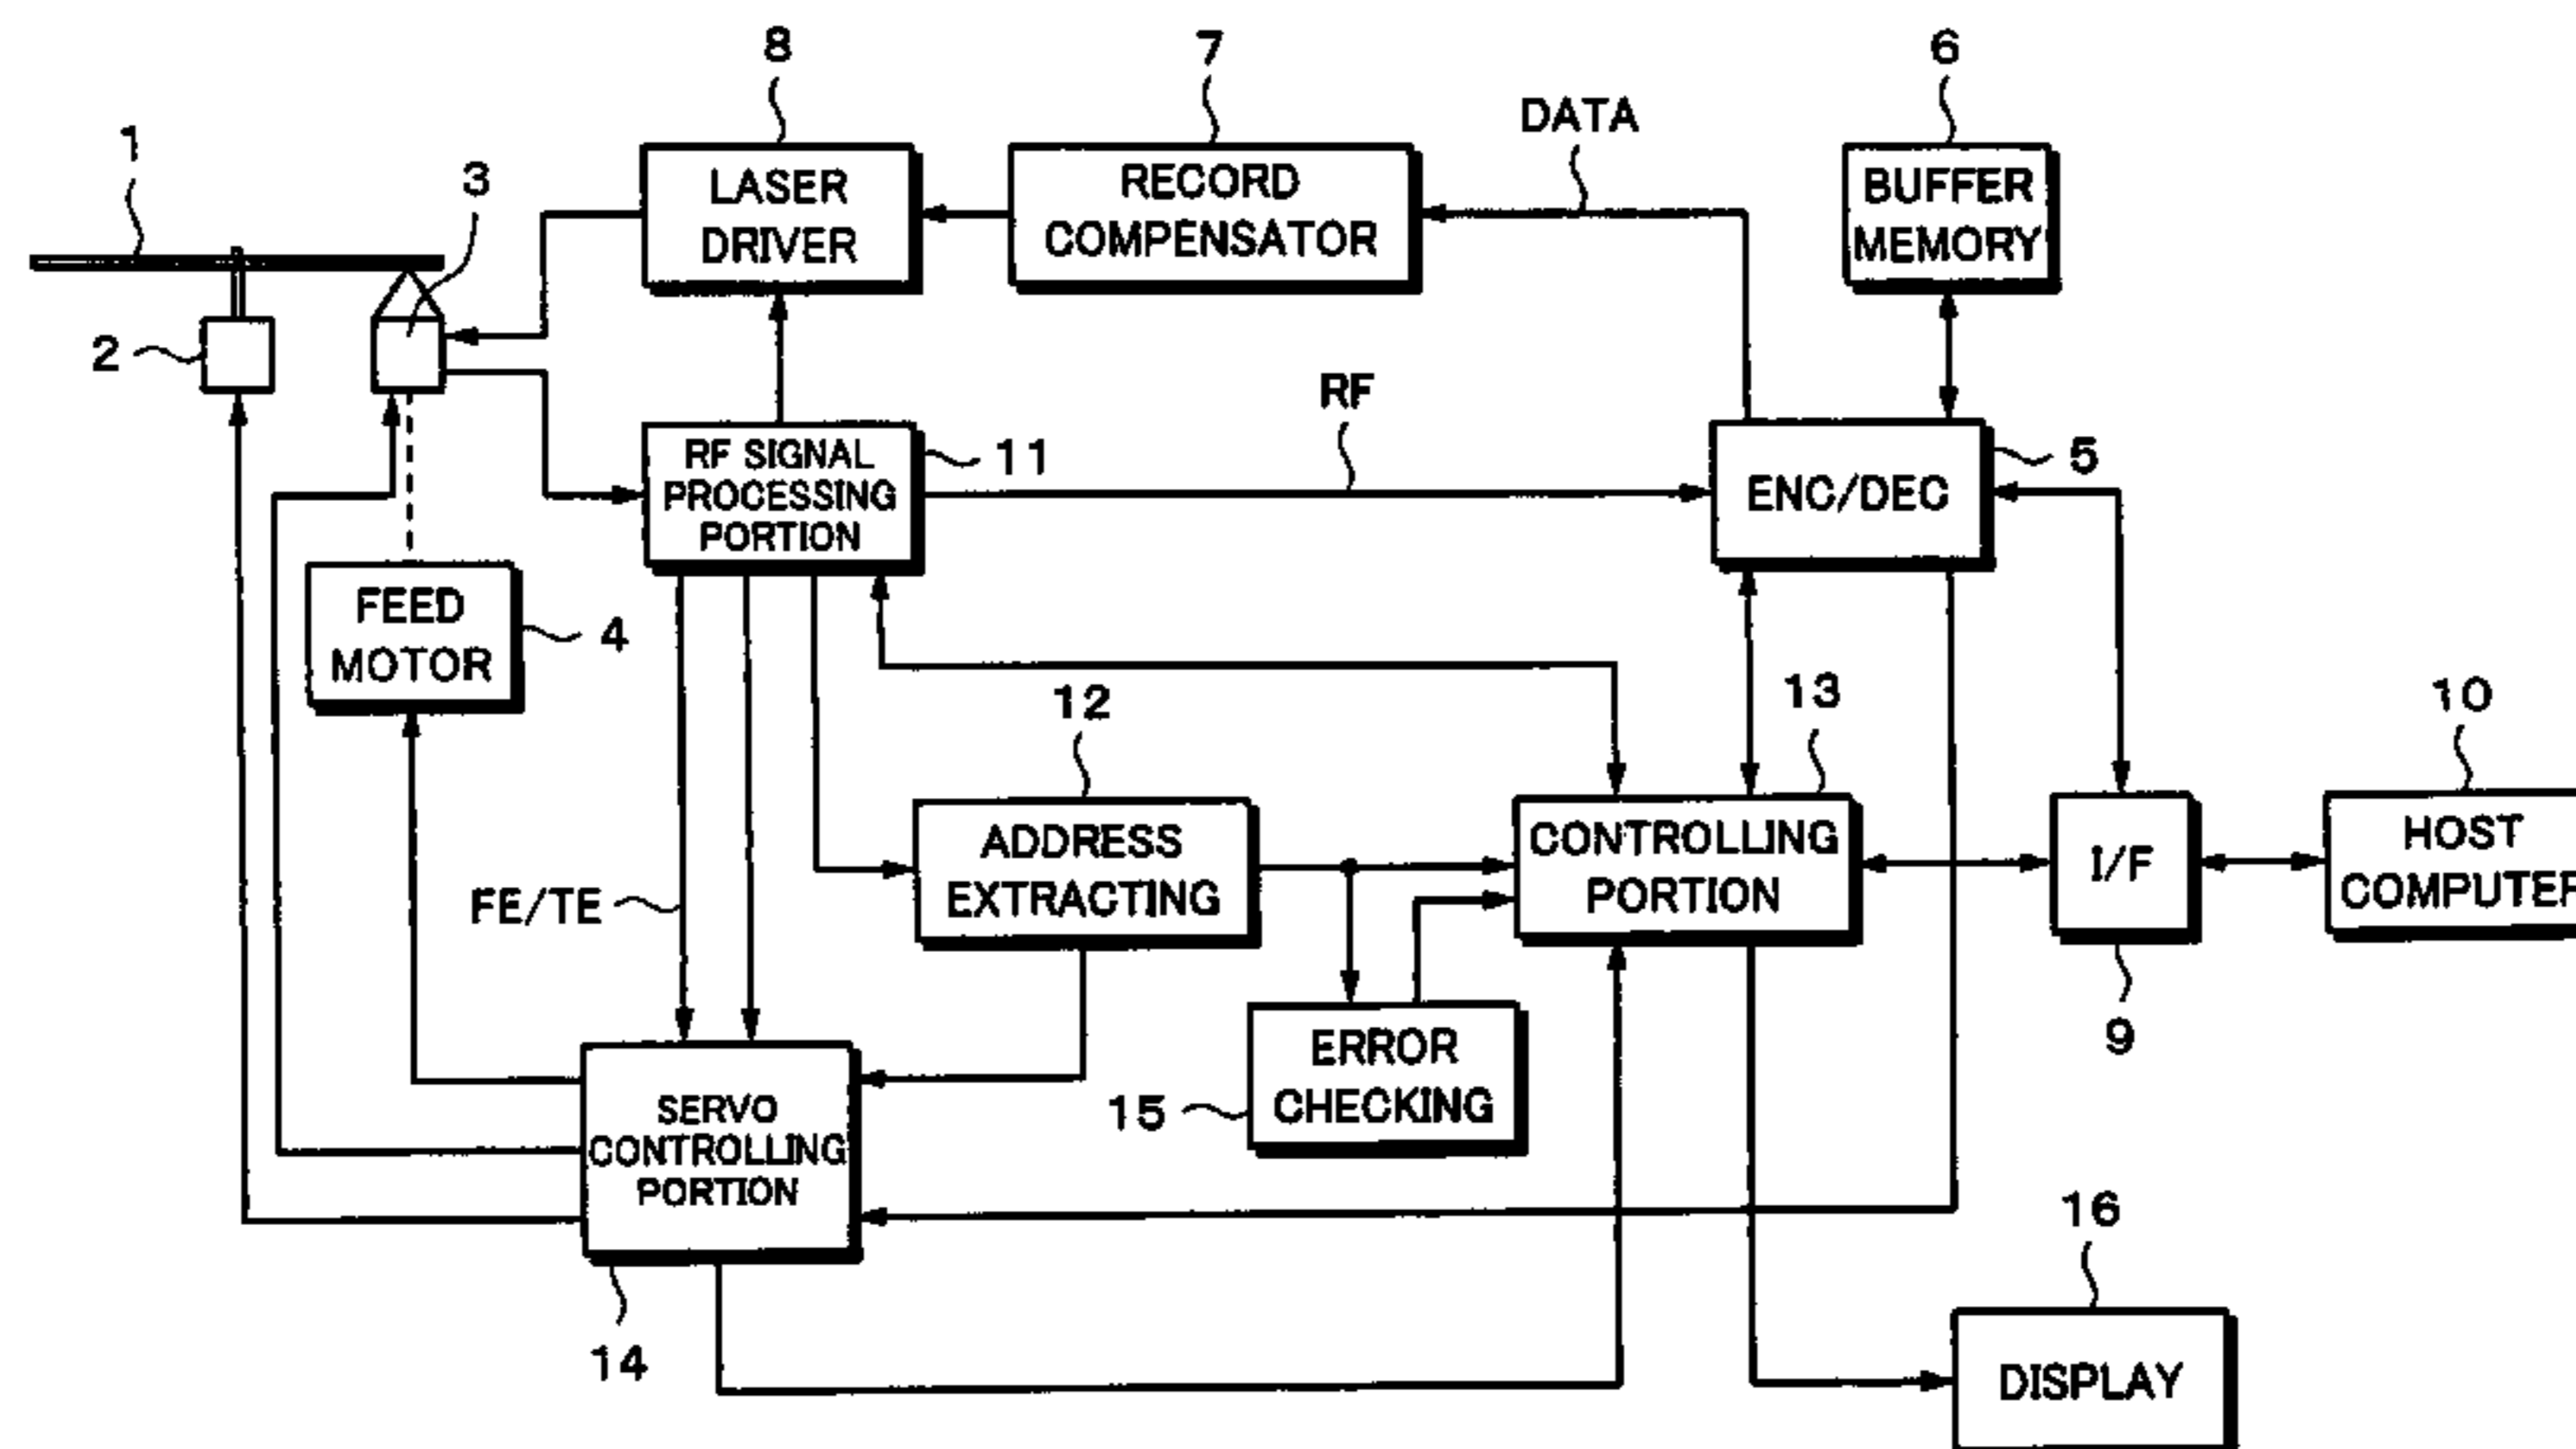 8
7
6
DATA
1
3
LASER
DRIVER
RECORD
COMPENSATOR
BUFFER
MEMORY
2
RF
RF SIGNAL
PROCESSING
PORTION
11
ENC/DEC
5
FEED
MOTOR
4
12
13
10
ADDRESS
EXTRACTING
CONTROLLING
PORTION
I/F
HOST
COMPUTER
FE/TE
9
ERROR
CHECKING
15
SERVO
CONTROLLING
PORTION
16
14
DISPLAY